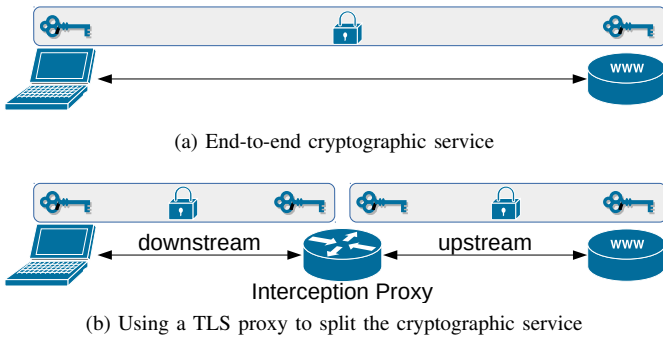 WWW
(a) End-to-end cryptographic service
downstream
upstream
WWW
Interception Proxy
(b) Using a TLS proxy to split the cryptographic service